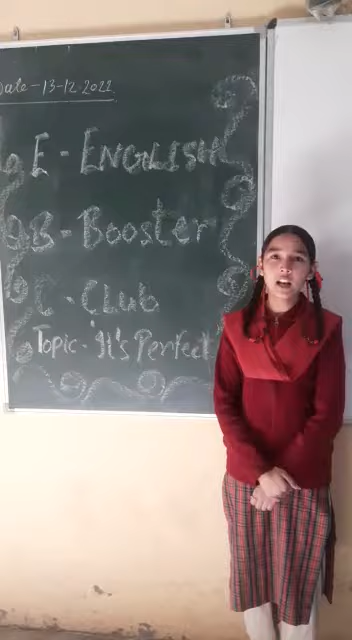 Date-13-12-2022
E - ENGLISH
B - Booster
C - CLub
Topic :It's Perfect